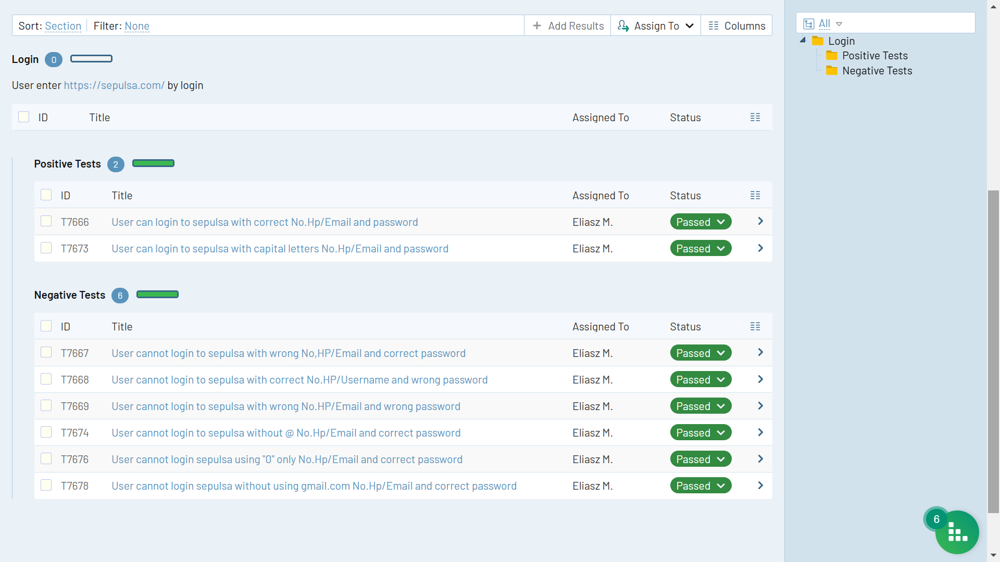 Sort: Section Filter: None Add Results Assign To Columns
All
Login
Positive Tests
Negative Tests
Login 0
User enter https://sepulsa.com/ by login
ID Title Assigned To Status
Positive Tests 2
ID Title Assigned To Status
T7666 User can login to sepulsa with correct No.Hp/Email and password Eliasz M. Passed
T7673 User can login to sepulsa with capital letters No.Hp/Email and password Eliasz M. Passed
Negative Tests 6
ID Title Assigned To Status
T7667 User cannot login to sepulsa with wrong No,HP/Email and correct password Eliasz M. Passed
T7668 User cannot login to sepulsa with correct No.HP/Username and wrong password Eliasz M. Passed
T7669 User cannot login to sepulsa with wrong No.HP/Email and wrong password Eliasz M. Passed
T7674 User cannot login to sepulsa without @ No.Hp/Email and correct password Eliasz M. Passed
T7676 User cannot login sepulsa using "0" only No.Hp/Email and correct password Eliasz M. Passed
T7678 User cannot login sepulsa without using gmail.com No.Hp/Email and correct password Eliasz M. Passed
6